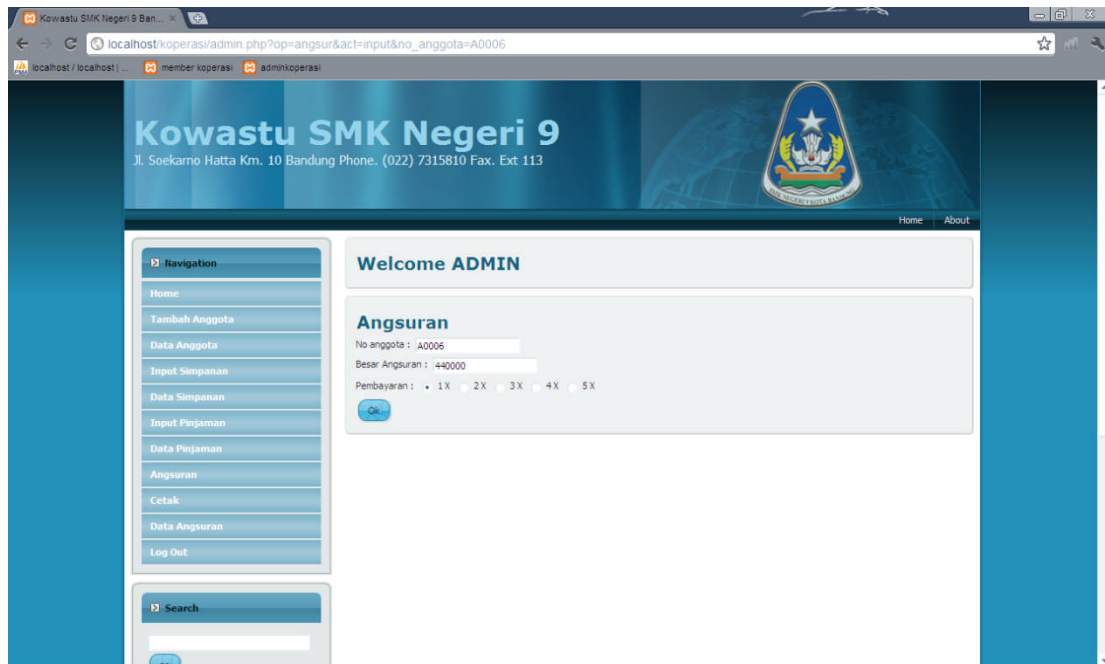 Kowastu SMK Negeri 9 Ban...
localhost/koperasi/admin.php?op=angsur&act=input&no_anggota=A0006
localhost / localhost | ... member koperasi adminkoperasi
Kowastu SMK Negeri 9
Jl. Soekarno Hatta Km. 10 Bandung Phone. (022) 7315810 Fax. Ext 113
Home About
Navigation
Home
Tambah Anggota
Data Anggota
Input Simpanan
Data Simpanan
Input Pinjaman
Data Pinjaman
Angsuran
Cetak
Data Angsuran
Log Out
Search
Welcome ADMIN
Angsuran
No anggota : A0006
Besar Angsuran : 440000
Pembayaran : 1 X 2 X 3 X 4 X 5 X
Ok